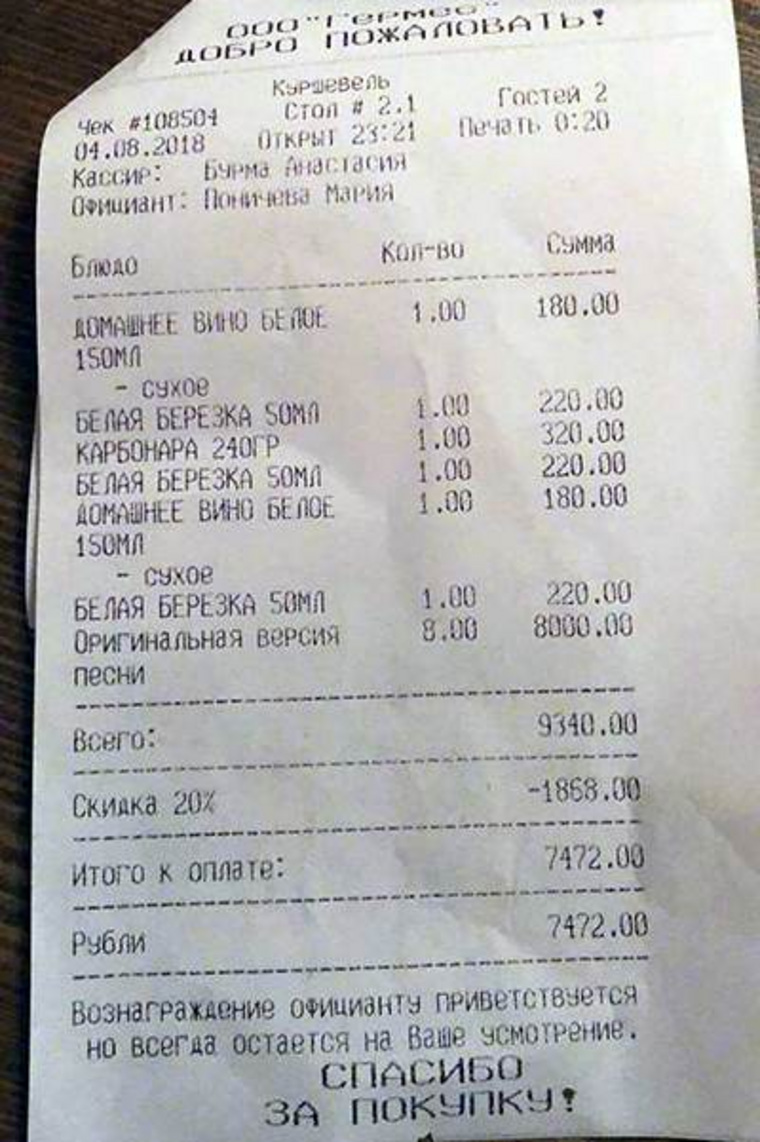 ООО "Гермес"
ДОБРО ПОЖАЛОВАТЬ!
Куршевель
Чек #108504 Стол # 2.1 Гостей 2
04.08.2018 Открыт 23:21 Печать 0:20
Кассир: Бурма Анастасия
Официант: Поничева Мария
Блюдо Кол-во Сумма
ДОМАШНЕЕ ВИНО БЕЛОЕ 1.00 180.00
150МЛ
- сухое
БЕЛАЯ БЕРЕЗКА 50МЛ 1.00 220.00
КАРБОНАРА 240ГР 1.00 320.00
БЕЛАЯ БЕРЕЗКА 50МЛ 1.00 220.00
ДОМАШНЕЕ ВИНО БЕЛОЕ 1.00 180.00
150МЛ
- сухое
БЕЛАЯ БЕРЕЗКА 50МЛ 1.00 220.00
Оригинальная версия 8.00 8000.00
песни
Всего: 9340.00
Скидка 20% -1868.00
Итого к оплате: 7472.00
Рубли 7472.00
Вознаграждение официанту приветствуется
но всегда остается на Ваше усмотрение.
СПАСИБО
ЗА ПОКУПКУ!